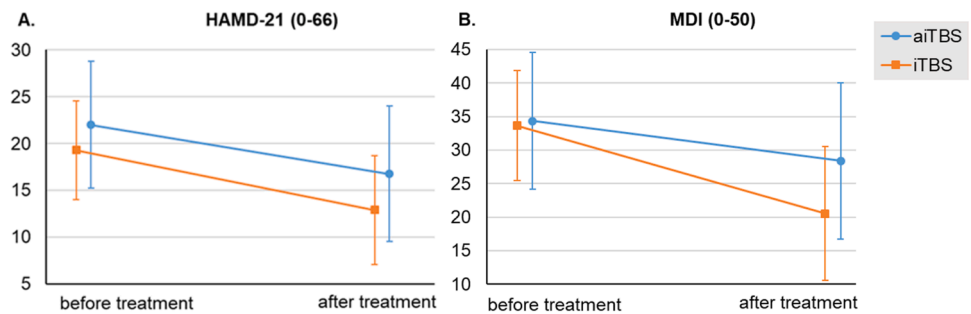 A.
HAMD-21 (0-66)
30
25
20
15
10
5
before treatment
after treatment
B.
MDI (0-50)
45
40
35
30
25
20
15
10
before treatment
after treatment
aiTBS
iTBS